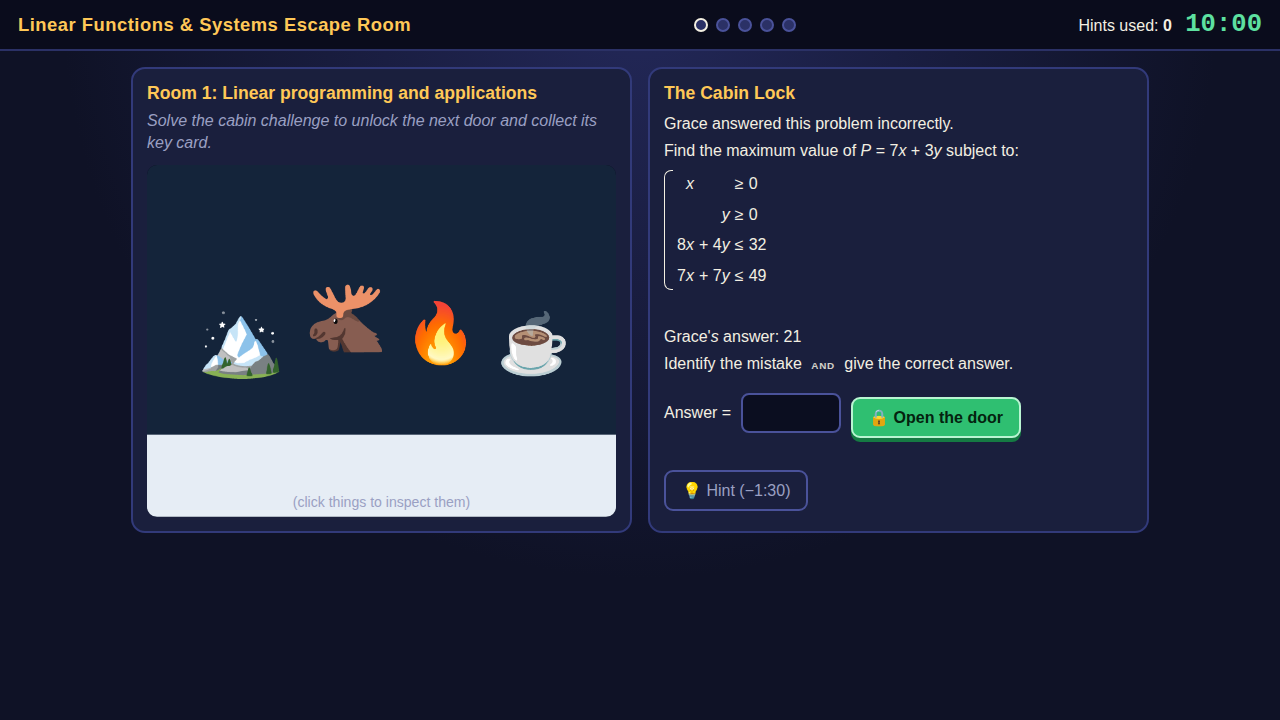 Linear Functions & Systems Escape Room
Hints used: 0 10:00
Room 1: Linear programming and applications
Solve the cabin challenge to unlock the next door and collect its
key card.
(click things to inspect them)
The Cabin Lock
Grace answered this problem incorrectly.
Find the maximum value of P = 7x + 3y subject to:
x ≥ 0
y ≥ 0
8x + 4y ≤ 32
7x + 7y ≤ 49
Grace's answer: 21
Identify the mistake AND give the correct answer.
Answer =
🔒 Open the door
💡 Hint (−1:30)